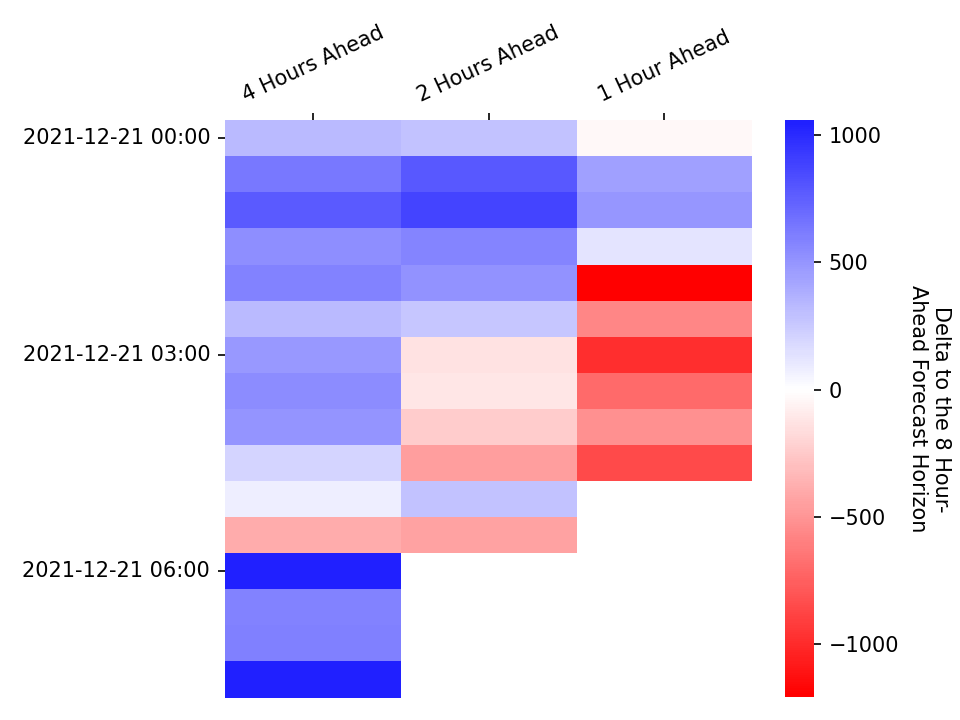 4 Hours Ahead
2 Hours Ahead
1 Hour Ahead
2021-12-21 00:00
2021-12-21 03:00
2021-12-21 06:00
1000
500
0
−500
−1000
Delta to the 8 Hour-
Ahead Forecast Horizon